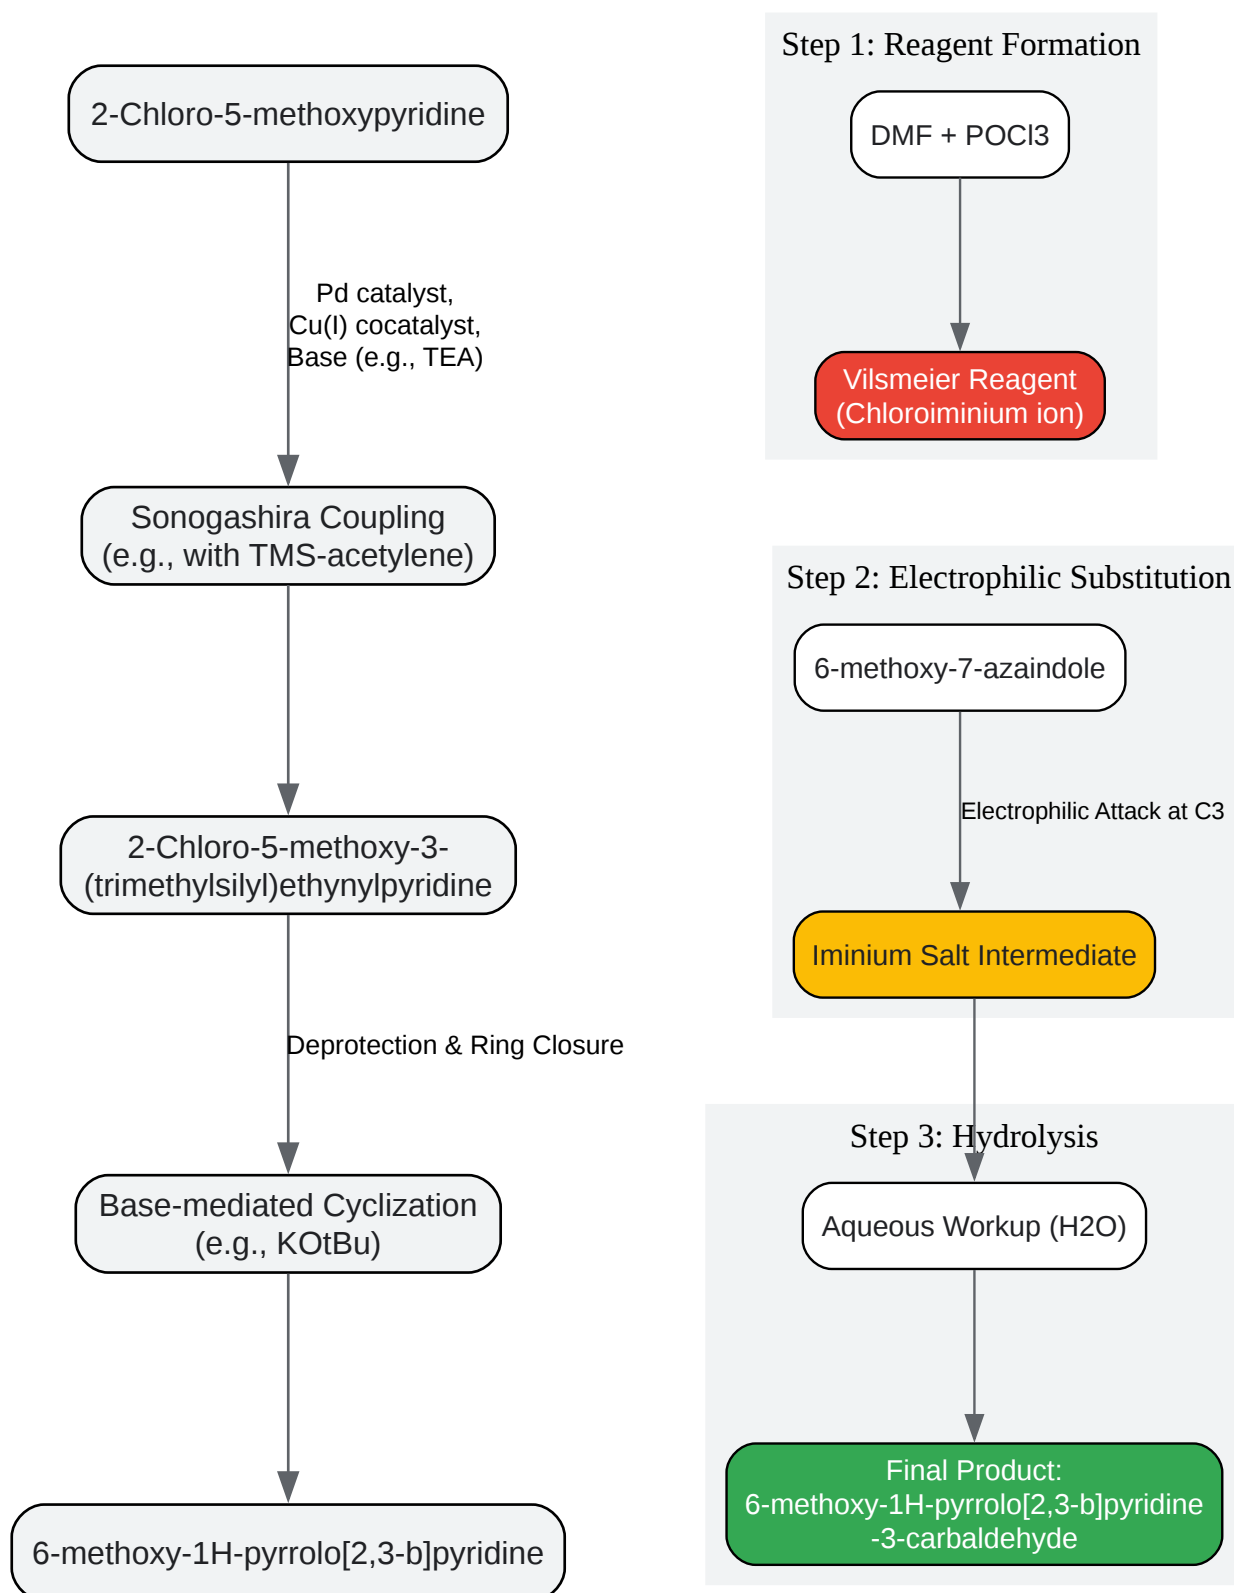 2-Chloro-5-methoxypyridine
Pd catalyst,
Cu(I) cocatalyst,
Base (e.g., TEA)
Sonogashira Coupling
(e.g., with TMS-acetylene)
2-Chloro-5-methoxy-3-
(trimethylsilyl)ethynylpyridine
Deprotection & Ring Closure
Base-mediated Cyclization
(e.g., KOtBu)
6-methoxy-1H-pyrrolo[2,3-b]pyridine
Step 1: Reagent Formation
DMF + POCl3
Vilsmeier Reagent
(Chloroiminium ion)
Step 2: Electrophilic Substitution
6-methoxy-7-azaindole
Electrophilic Attack at C3
Iminium Salt Intermediate
Step 3: Hydrolysis
Aqueous Workup (H2O)
Final Product:
6-methoxy-1H-pyrrolo[2,3-b]pyridine
-3-carbaldehyde